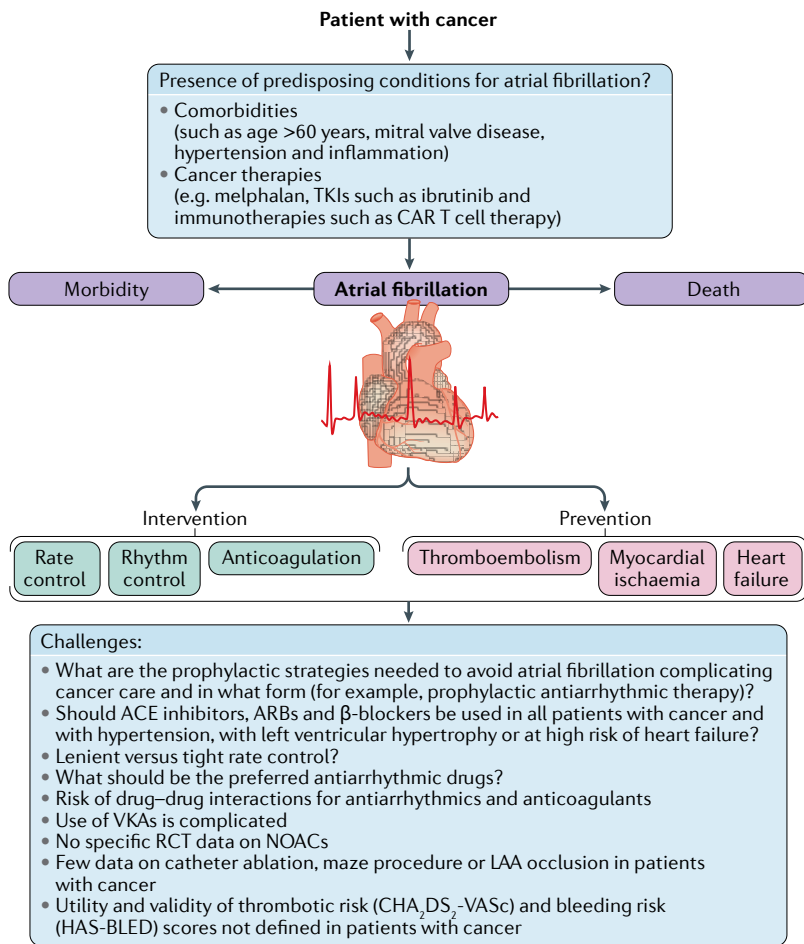 Patient with cancer
Presence of predisposing conditions for atrial fibrillation?
• Comorbidities
(such as age >60 years, mitral valve disease,
hypertension and inflammation)
• Cancer therapies
(e.g. melphalan, TKIs such as ibrutinib and
immunotherapies such as CAR T cell therapy)
Morbidity
Atrial fibrillation
Death
Intervention
Prevention
Rate
control
Rhythm
control
Anticoagulation
Thromboembolism
Myocardial
ischaemia
Heart
failure
Challenges:
• What are the prophylactic strategies needed to avoid atrial fibrillation complicating
cancer care and in what form (for example, prophylactic antiarrhythmic therapy)?
• Should ACE inhibitors, ARBs and β-blockers be used in all patients with cancer and
with hypertension, with left ventricular hypertrophy or at high risk of heart failure?
• Lenient versus tight rate control?
• What should be the preferred antiarrhythmic drugs?
• Risk of drug–drug interactions for antiarrhythmics and anticoagulants
• Use of VKAs is complicated
• No specific RCT data on NOACs
• Few data on catheter ablation, maze procedure or LAA occlusion in patients
with cancer
• Utility and validity of thrombotic risk (CHA₂DS₂-VASc) and bleeding risk
(HAS-BLED) scores not defined in patients with cancer